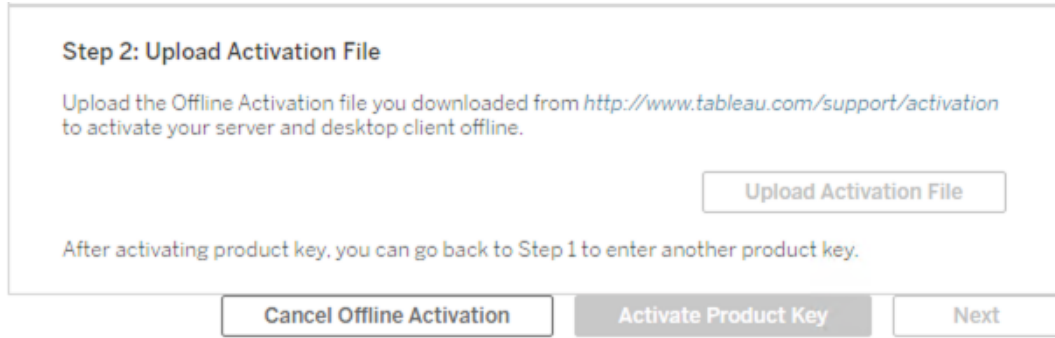 Step 2: Upload Activation File
Upload the Offline Activation file you downloaded from http://www.tableau.com/support/activation
to activate your server and desktop client offline.
Upload Activation File
After activating product key, you can go back to Step 1 to enter another product key.
Cancel Offline Activation Activate Product Key Next